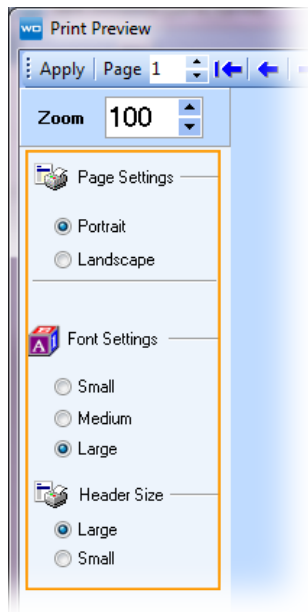 WD Print Preview
Apply Page 1
Zoom 100
Page Settings
Portrait
Landscape
A Font Settings
Small
Medium
Large
Header Size
Large
Small